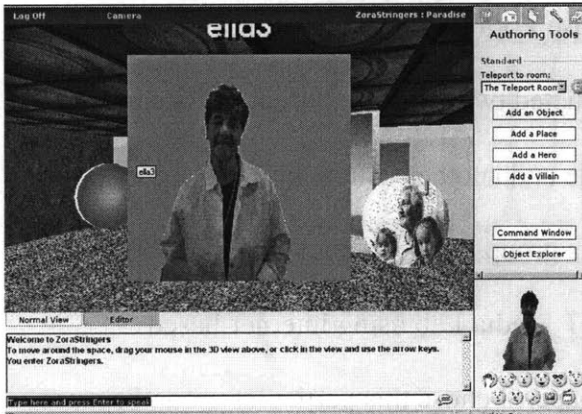 Log Off Camera ZoraStringers : Paradise
ella3
ella3
Authoring Tools
Standard
Teleport to room:
The Teleport Room
Add an Object
Add a Place
Add a Hero
Add a Villain
Command Window
Object Explorer
Normal View Editor
Welcome to ZoraStringers
To move around the space, drag your mouse in the 3D view above, or click in the view and use the arrow keys.
You enter ZoraStringers.
Type here and press Enter to speak